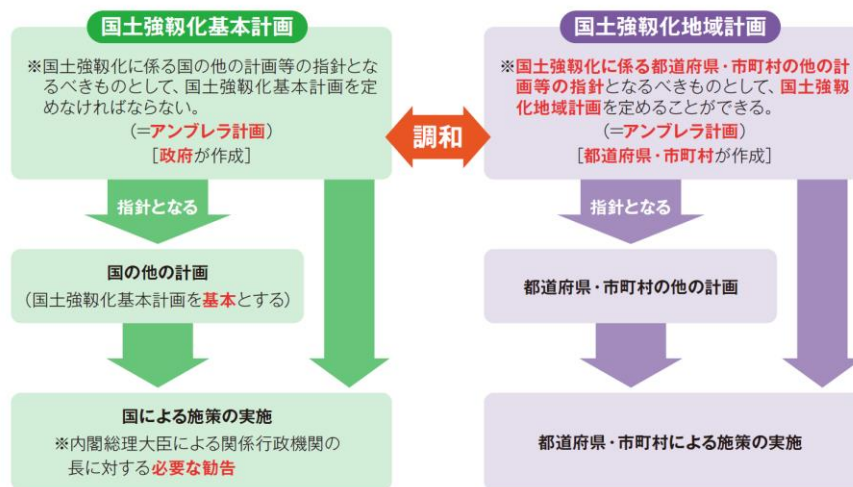 国土強靱化基本計画
※国土強靱化に係る国の他の計画等の指針とな
るべきものとして、国土強靱化基本計画を定
めなければならない。
(=アンブレラ計画)
[政府が作成]
指針となる
国の他の計画
(国土強靱化基本計画を基本とする)
国による施策の実施
※内閣総理大臣による関係行政機関の
長に対する必要な勧告
調和
国土強靱化地域計画
※国土強靱化に係る都道府県・市町村の他の計
画等の指針となるべきものとして、国土強靱
化地域計画を定めることができる。
(=アンブレラ計画)
[都道府県・市町村が作成]
指針となる
都道府県・市町村の他の計画
都道府県・市町村による施策の実施